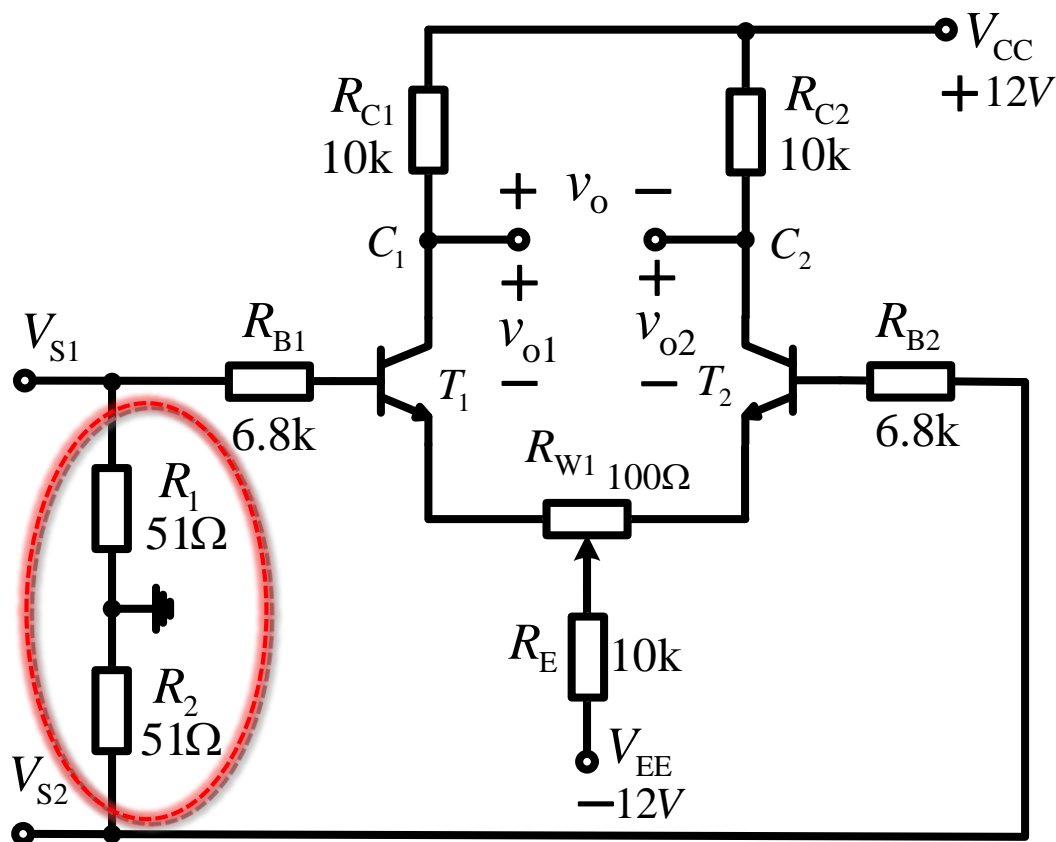 V_CC
+12V
R_C1
10k
R_C2
10k
+ v_o −
C_1
C_2
+
v_o1
−
+
v_o2
−
V_S1
R_B1
6.8k
T_1
T_2
R_B2
6.8k
R_W1 100Ω
R_1
51Ω
R_E 10k
R_2
51Ω
V_S2
V_EE
−12V